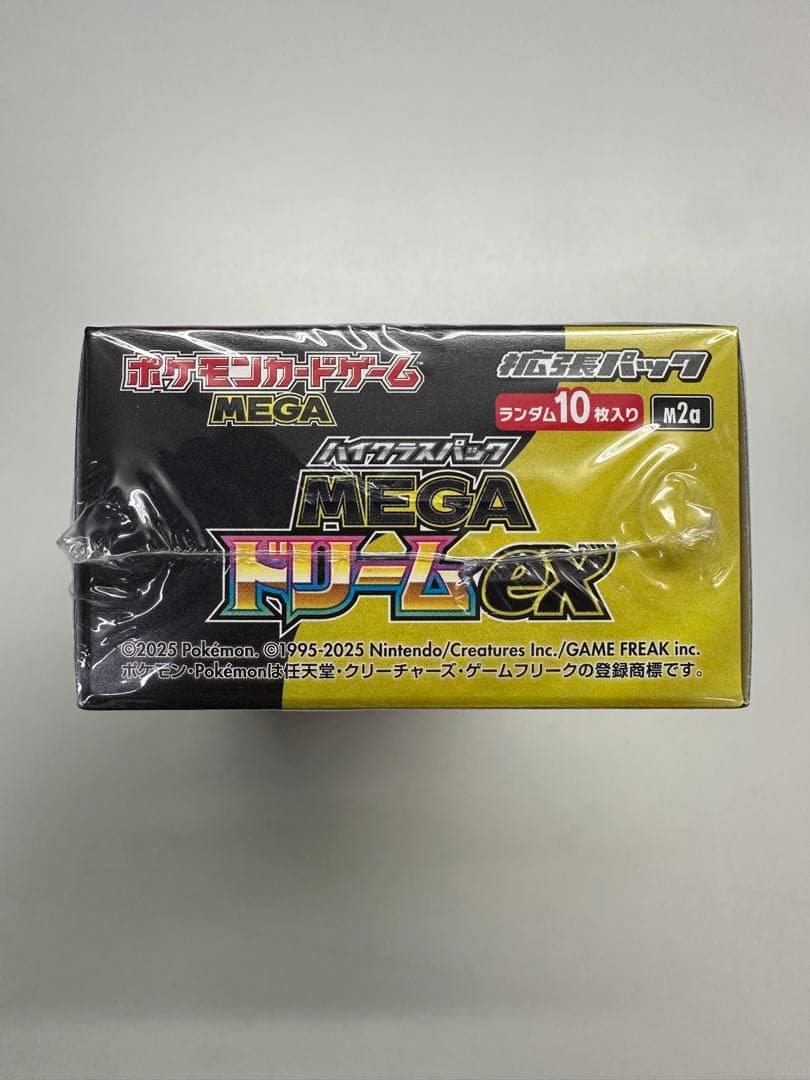 ポケモンカードゲーム
MEGA
拡張パック
ランダム10枚入り
M2a
ハイクラスパック
MEGA
ドリームex
©2025 Pokémon. ©1995-2025 Nintendo/Creatures Inc./GAME FREAK inc.
ポケモン・Pokémonは任天堂・クリーチャーズ・ゲームフリークの登録商標です。